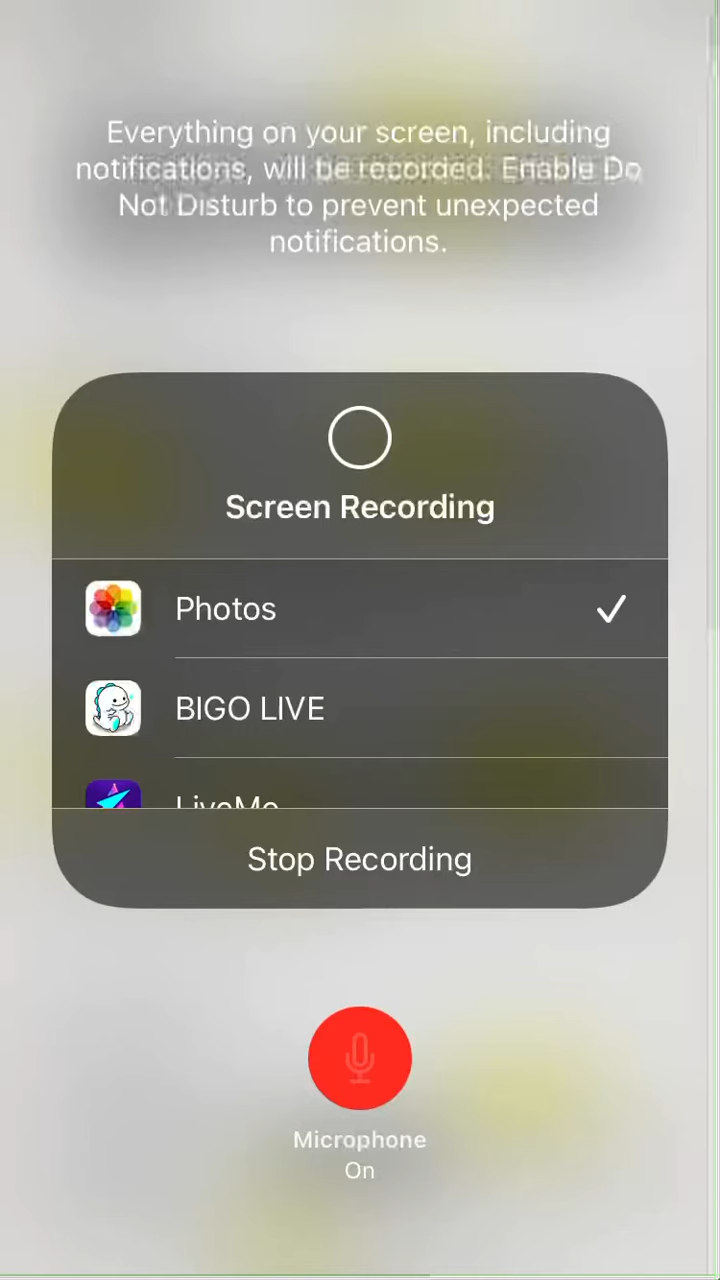 Everything on your screen, including
notifications, will be recorded. Enable Do
Not Disturb to prevent unexpected
notifications.
Screen Recording
Photos
BIGO LIVE
LiveMe
Stop Recording
Microphone
On